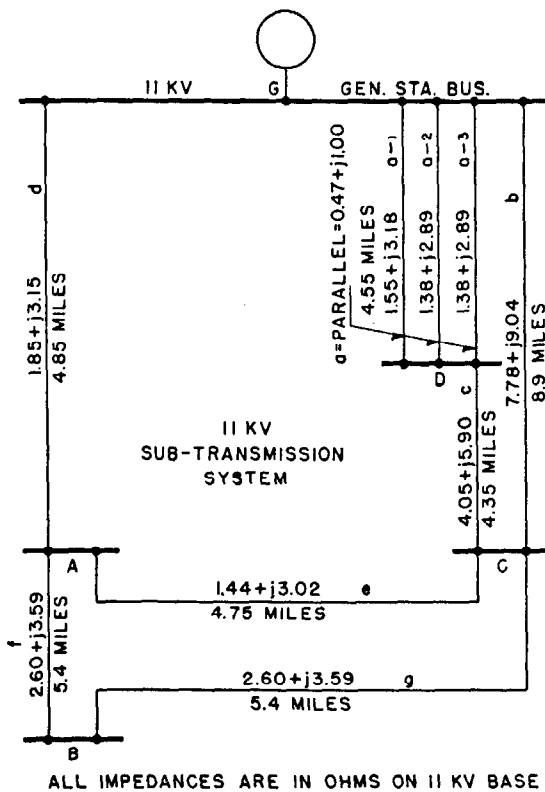 11 KV G GEN. STA. BUS.
d
1.85+j3.15
4.85 MILES
a=PARALLEL=0.47+j1.00
4.55 MILES
a-1
1.55+j3.18
a-2
1.38+j2.89
a-3
1.38+j2.89
b
7.78+j9.04
8.9 MILES
D
c
4.05+j5.90
4.35 MILES
11 KV
SUB-TRANSMISSION
SYSTEM
A
C
1.44+j3.02 e
4.75 MILES
f
2.60+j3.59
5.4 MILES
2.60+j3.59 g
5.4 MILES
B
ALL IMPEDANCES ARE IN OHMS ON 11 KV BASE